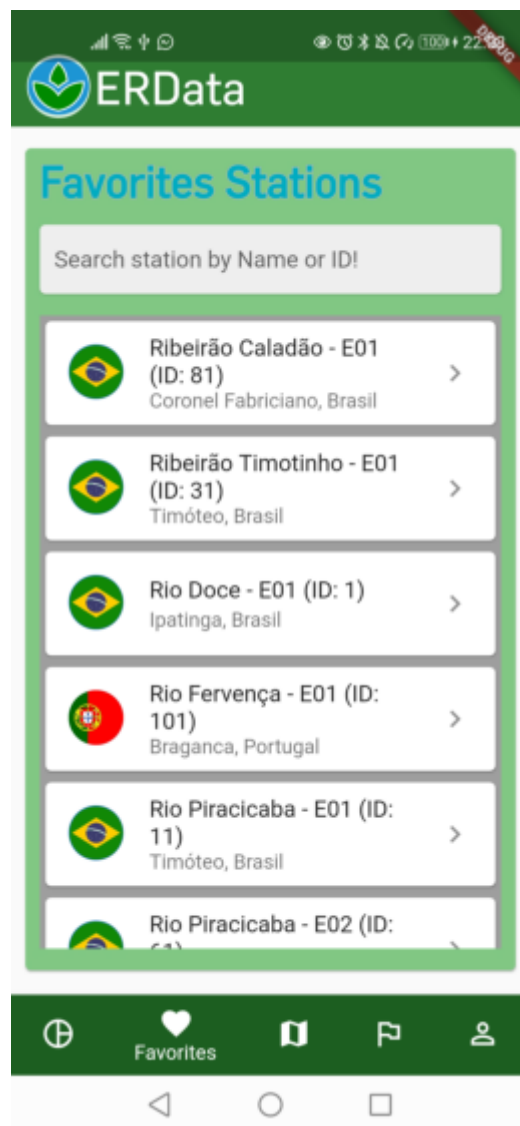 100
DEBUG
ERData
Favorites Stations
Search station by Name or ID!
Ribeirão Caladão - E01
(ID: 81)
Coronel Fabriciano, Brasil
Ribeirão Timotinho - E01
(ID: 31)
Timóteo, Brasil
Rio Doce - E01 (ID: 1)
Ipatinga, Brasil
Rio Fervença - E01 (ID:
101)
Braganca, Portugal
Rio Piracicaba - E01 (ID:
11)
Timóteo, Brasil
Rio Piracicaba - E02 (ID:
Favorites